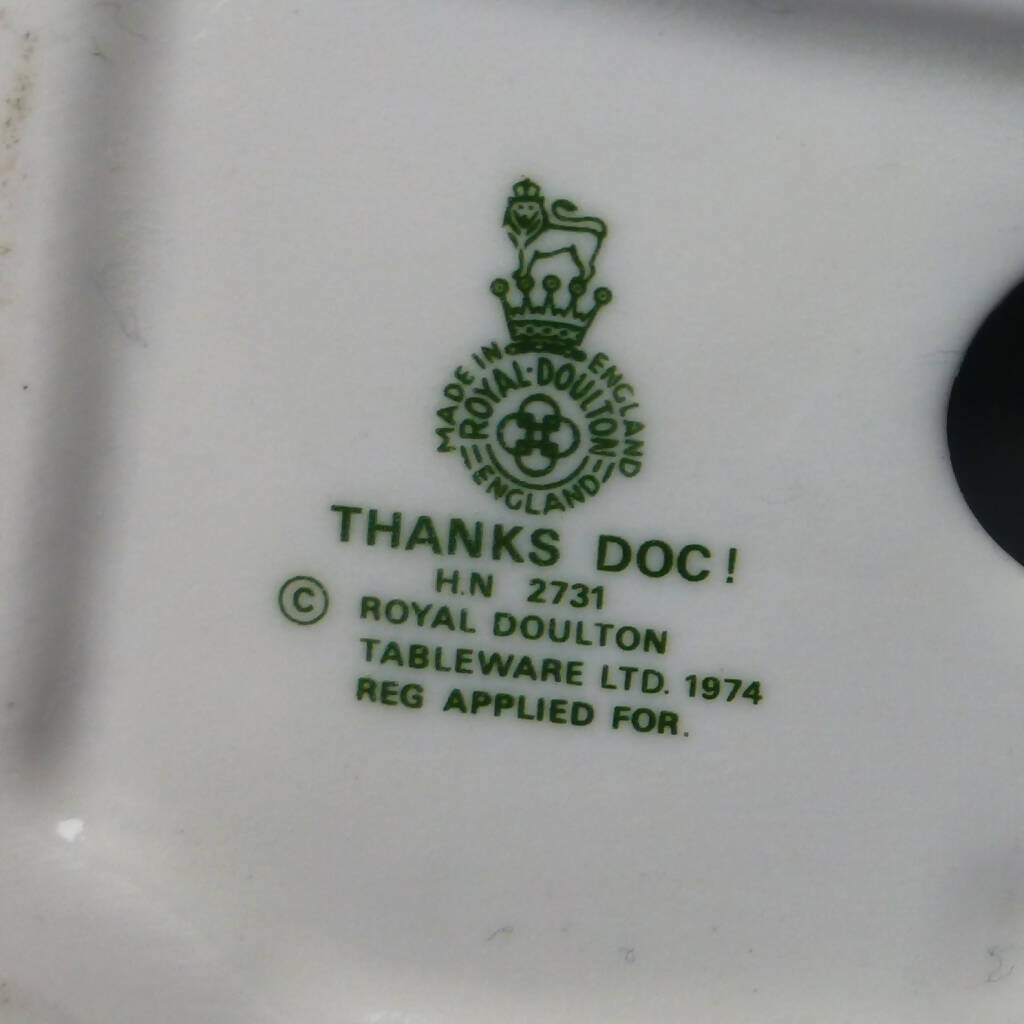 MADE IN ENGLAND
ROYAL·DOULTON
ENGLAND
THANKS DOC!
H.N 2731
© ROYAL DOULTON
TABLEWARE LTD. 1974
REG APPLIED FOR.